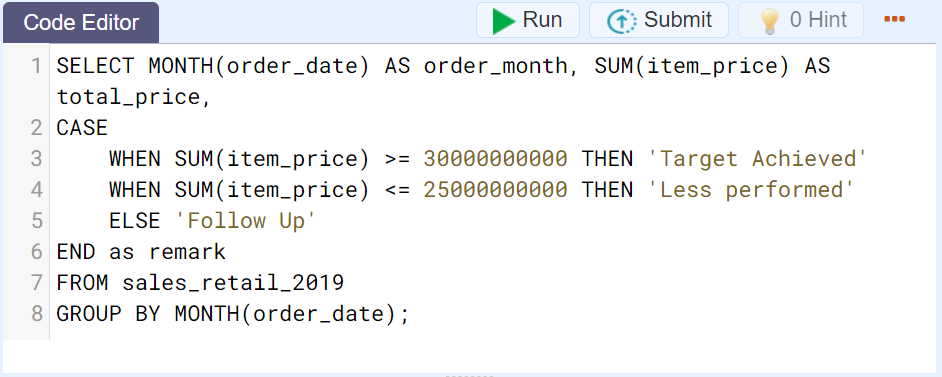 Code Editor
Run
Submit
0 Hint
1 SELECT MONTH(order_date) AS order_month, SUM(item_price) AS
total_price,
2 CASE
3     WHEN SUM(item_price) >= 30000000000 THEN 'Target Achieved'
4     WHEN SUM(item_price) <= 25000000000 THEN 'Less performed'
5     ELSE 'Follow Up'
6 END as remark
7 FROM sales_retail_2019
8 GROUP BY MONTH(order_date);